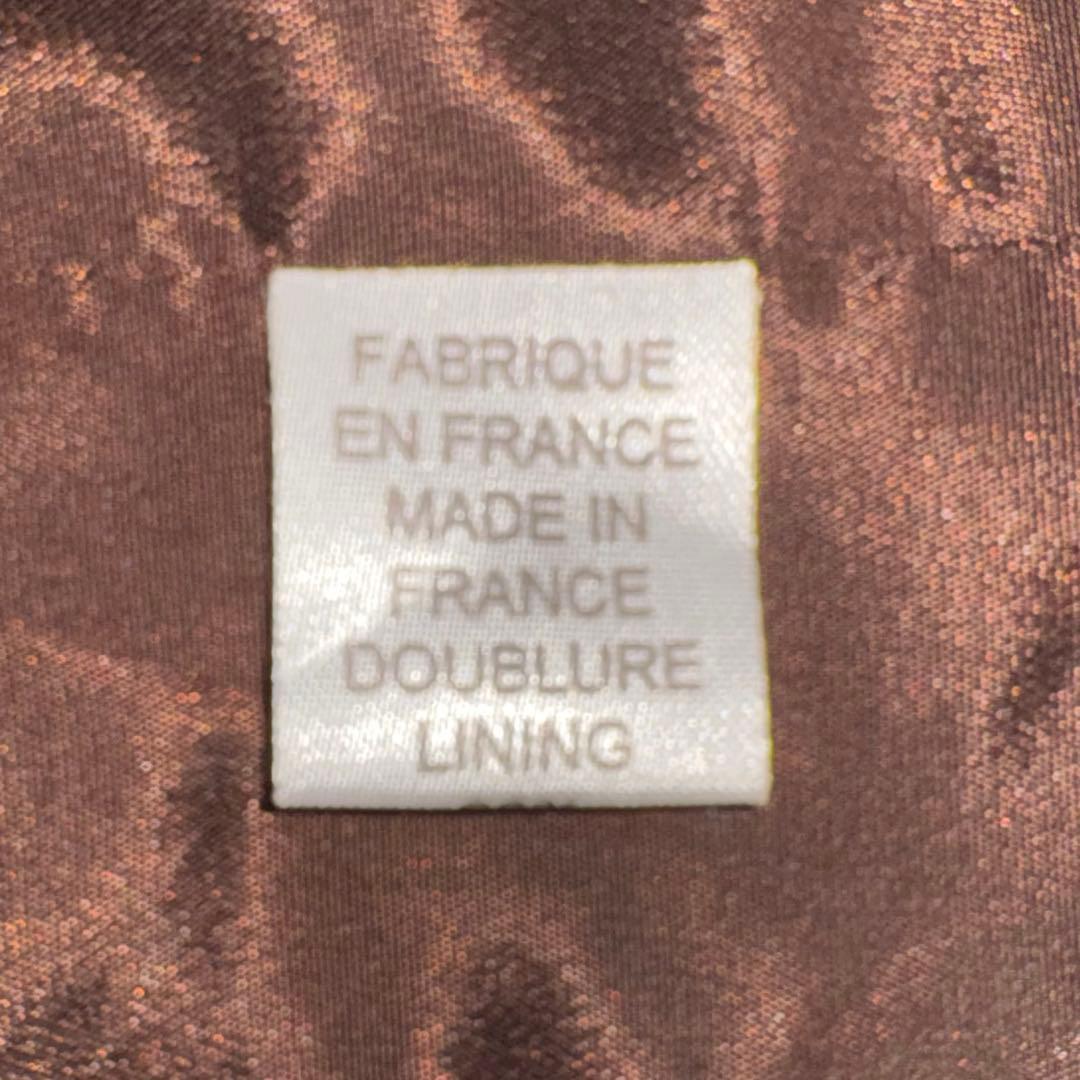 FABRIQUE
EN FRANCE
MADE IN
FRANCE
DOUBLURE
LINING